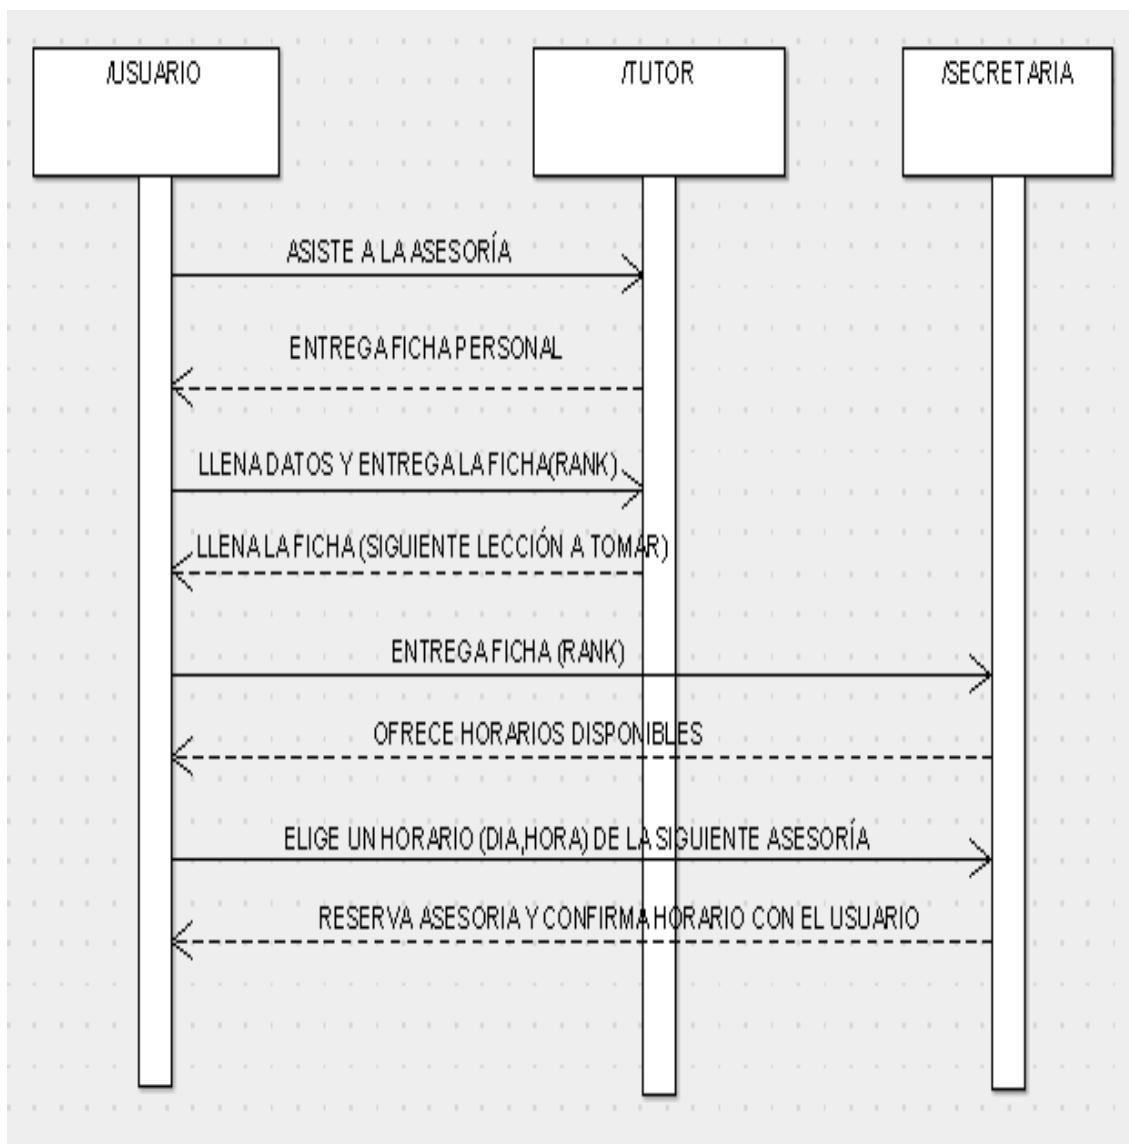 /USUARIO
/TUTOR
/SECRETARIA
ASISTE A LA ASESORÍA
ENTREGA FICHA PERSONAL
LLENA DATOS Y ENTREGA LA FICHA(RANK)
LLENA LA FICHA (SIGUIENTE LECCIÓN A TOMAR)
ENTREGA FICHA (RANK)
OFRECE HORARIOS DISPONIBLES
ELIGE UN HORARIO (DIA,HORA) DE LA SIGUIENTE ASESORÍA
RESERVA ASESORIA Y CONFIRMA HORARIO CON EL USUARIO